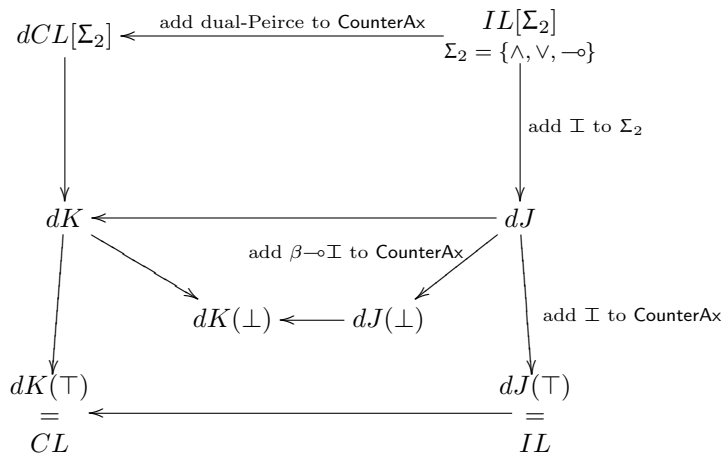 dCL[Σ₂]
add dual-Peirce to CounterAx
IL[Σ₂]
Σ₂ = {∧, ∨, ⊸}
add ⌶ to Σ₂
dK
dJ
add β⊸⌶ to CounterAx
dK(⊥)
dJ(⊥)
add ⌶ to CounterAx
dK(⊤)
=
CL
dJ(⊤)
=
IL